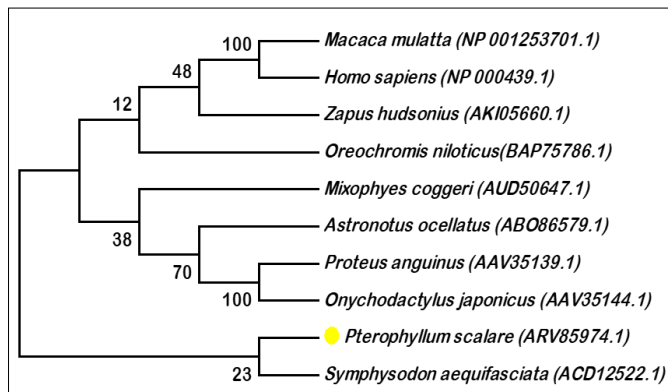 Macaca mulatta (NP 001253701.1)
100
Homo sapiens (NP 000439.1)
48
Zapus hudsonius (AKI05660.1)
12
Oreochromis niloticus(BAP75786.1)
Mixophyes coggeri (AUD50647.1)
38
Astronotus ocellatus (ABO86579.1)
70
Proteus anguinus (AAV35139.1)
100
Onychodactylus japonicus (AAV35144.1)
Pterophyllum scalare (ARV85974.1)
23
Symphysodon aequifasciata (ACD12522.1)